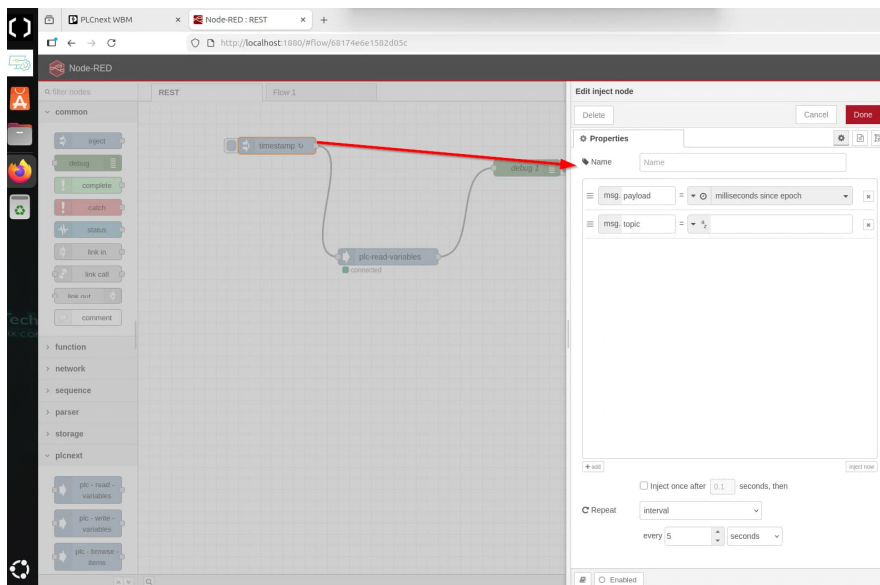 PLCnext WBM
Node-RED : REST
http://localhost:1880/#flow/68174e6e1582d05c
Node-RED
filter nodes
REST
Flow 1
common
inject
debug
complete
catch
status
link in
link call
link out
comment
function
network
sequence
parser
storage
plcnext
plc - read -
variables
plc - write -
variables
plc - browse -
items
timestamp ↻
debug 1
plc-read-variables
connected
Edit inject node
Delete
Cancel
Done
Properties
Name
Name
msg. payload = milliseconds since epoch
msg. topic = a z
+ add
inject now
Inject once after 0.1 seconds, then
Repeat
interval
every 5 seconds
Enabled